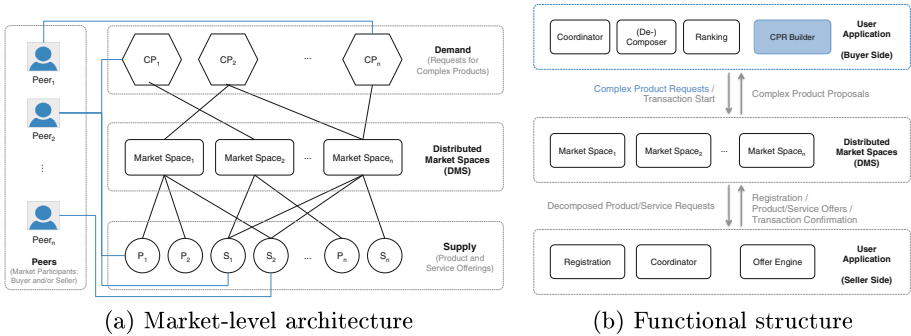 Peer1
Peer2
⋮
Peern
Peers
(Market Participants:
Buyer and/or Seller)
CP1
CP2
...
CPn
Demand
(Requests for
Complex Products)
Market Space1
Market Space2
...
Market Spacen
Distributed
Market Spaces
(DMS)
P1
P2
S1
S2
...
Pn
Sn
Supply
(Product and
Service Offerings)
(a) Market-level architecture
Coordinator
(De-)
Composer
Ranking
CPR Builder
User
Application
(Buyer Side)
Complex Product Requests /
Transaction Start
Complex Product Proposals
Market Space1
Market Space2
...
Market Spacen
Distributed
Market Spaces
(DMS)
Decomposed Product/Service Requests
Registration /
Product/Service Offers /
Transaction Confirmation
Registration
Coordinator
Offer Engine
User
Application
(Seller Side)
(b) Functional structure